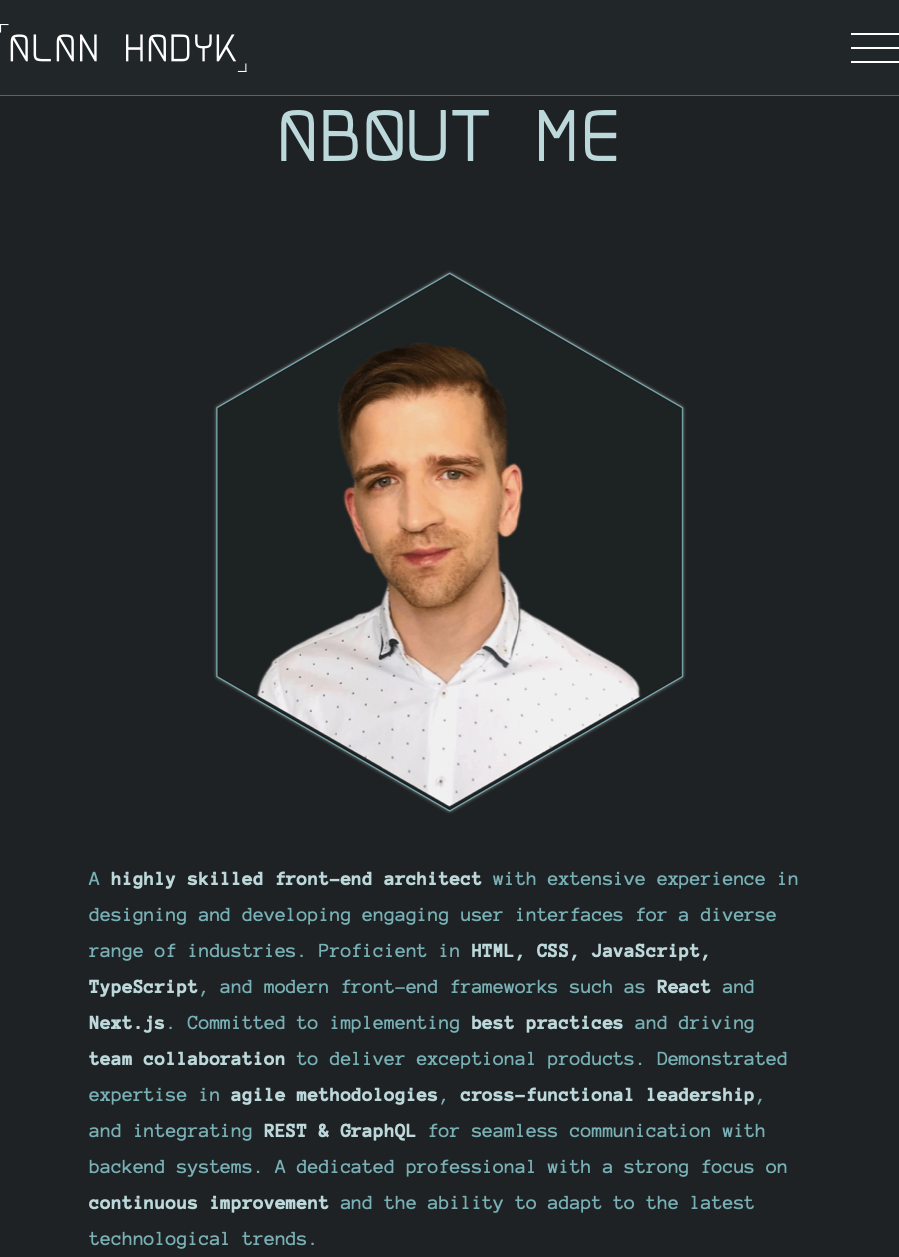 ALAN HADYK
ABOUT ME
A highly skilled front-end architect with extensive experience in
designing and developing engaging user interfaces for a diverse
range of industries. Proficient in HTML, CSS, JavaScript,
TypeScript, and modern front-end frameworks such as React and
Next.js. Committed to implementing best practices and driving
team collaboration to deliver exceptional products. Demonstrated
expertise in agile methodologies, cross-functional leadership,
and integrating REST & GraphQL for seamless communication with
backend systems. A dedicated professional with a strong focus on
continuous improvement and the ability to adapt to the latest
technological trends.